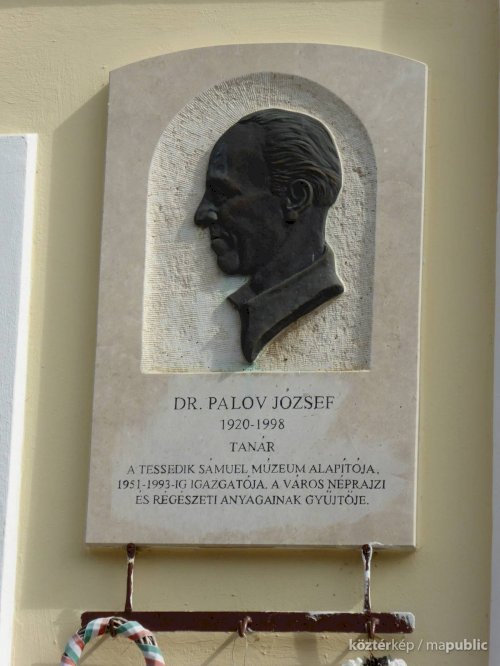 DR. PALOV JÓZSEF
1920-1998
TANÁR
A TESSEDIK SÁMUEL MÚZEUM ALAPÍTÓJA,
1951-1993-IG IGAZGATÓJA, A VÁROS NÉPRAJZI
ÉS RÉGÉSZETI ANYAGAINAK GYŰJTŐJE.
köztérkép / mapublic